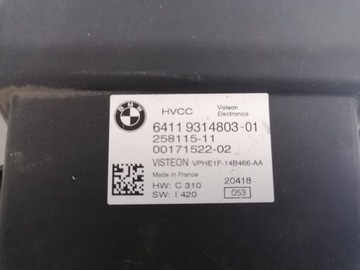 BMW
HVCC
Visteon
Electronics
6411 9314803-01
258115-11
00171522-02
VISTEON VPHE1F-14B466-AA
Made in France
HW: C 310
20418
SW: I 420
053